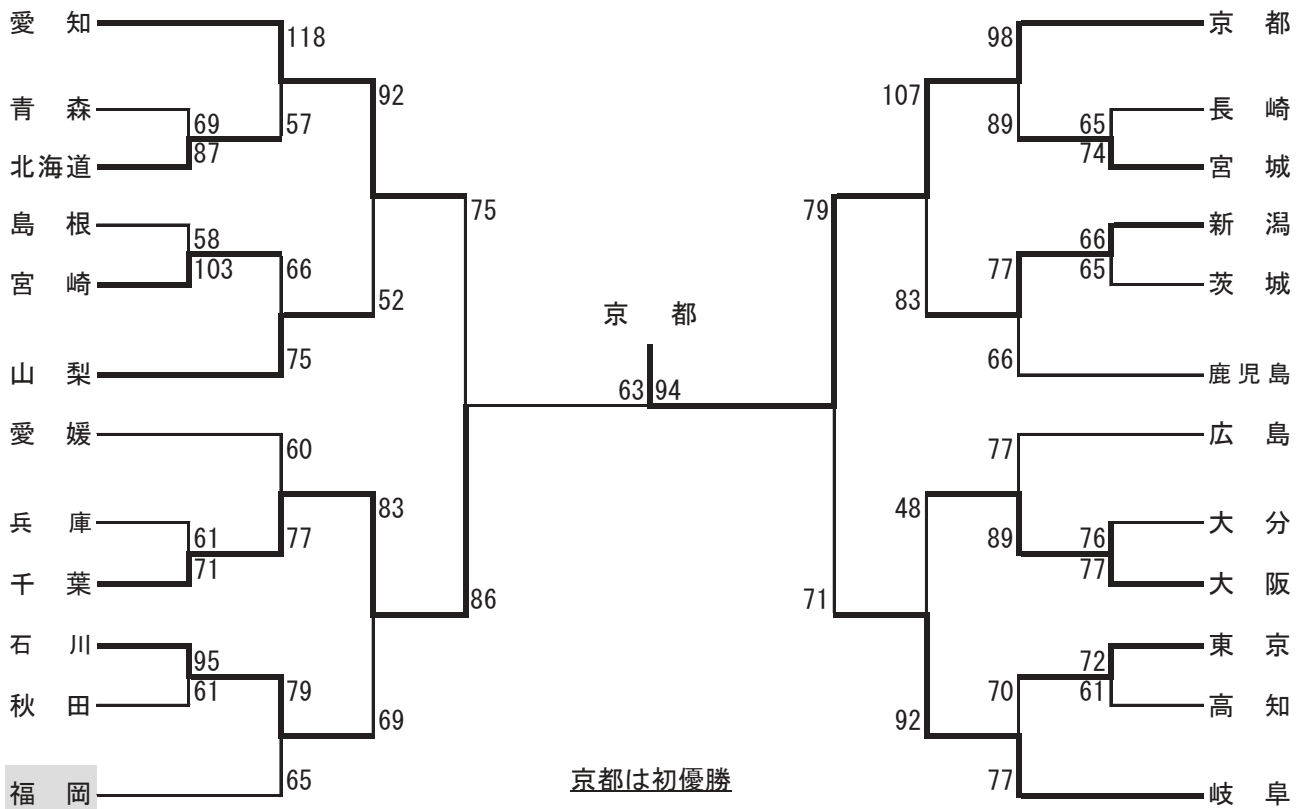 愛 知
118
92
青 森
69
57
87
北海道
75
島 根
58
103
66
宮 崎
52
75
山 梨
愛 媛
60
83
兵 庫
61
77
71
千 葉
86
石 川
95
61
79
秋 田
69
65
福 岡
京 都
63 94
京都は初優勝
98
京 都
107
89
65
長 崎
74
宮 城
79
66
新 潟
77
65
茨 城
83
66
鹿児島
77
広 島
48
89
76
大 分
77
大 阪
71
72
東 京
70
61
高 知
92
77
岐 阜